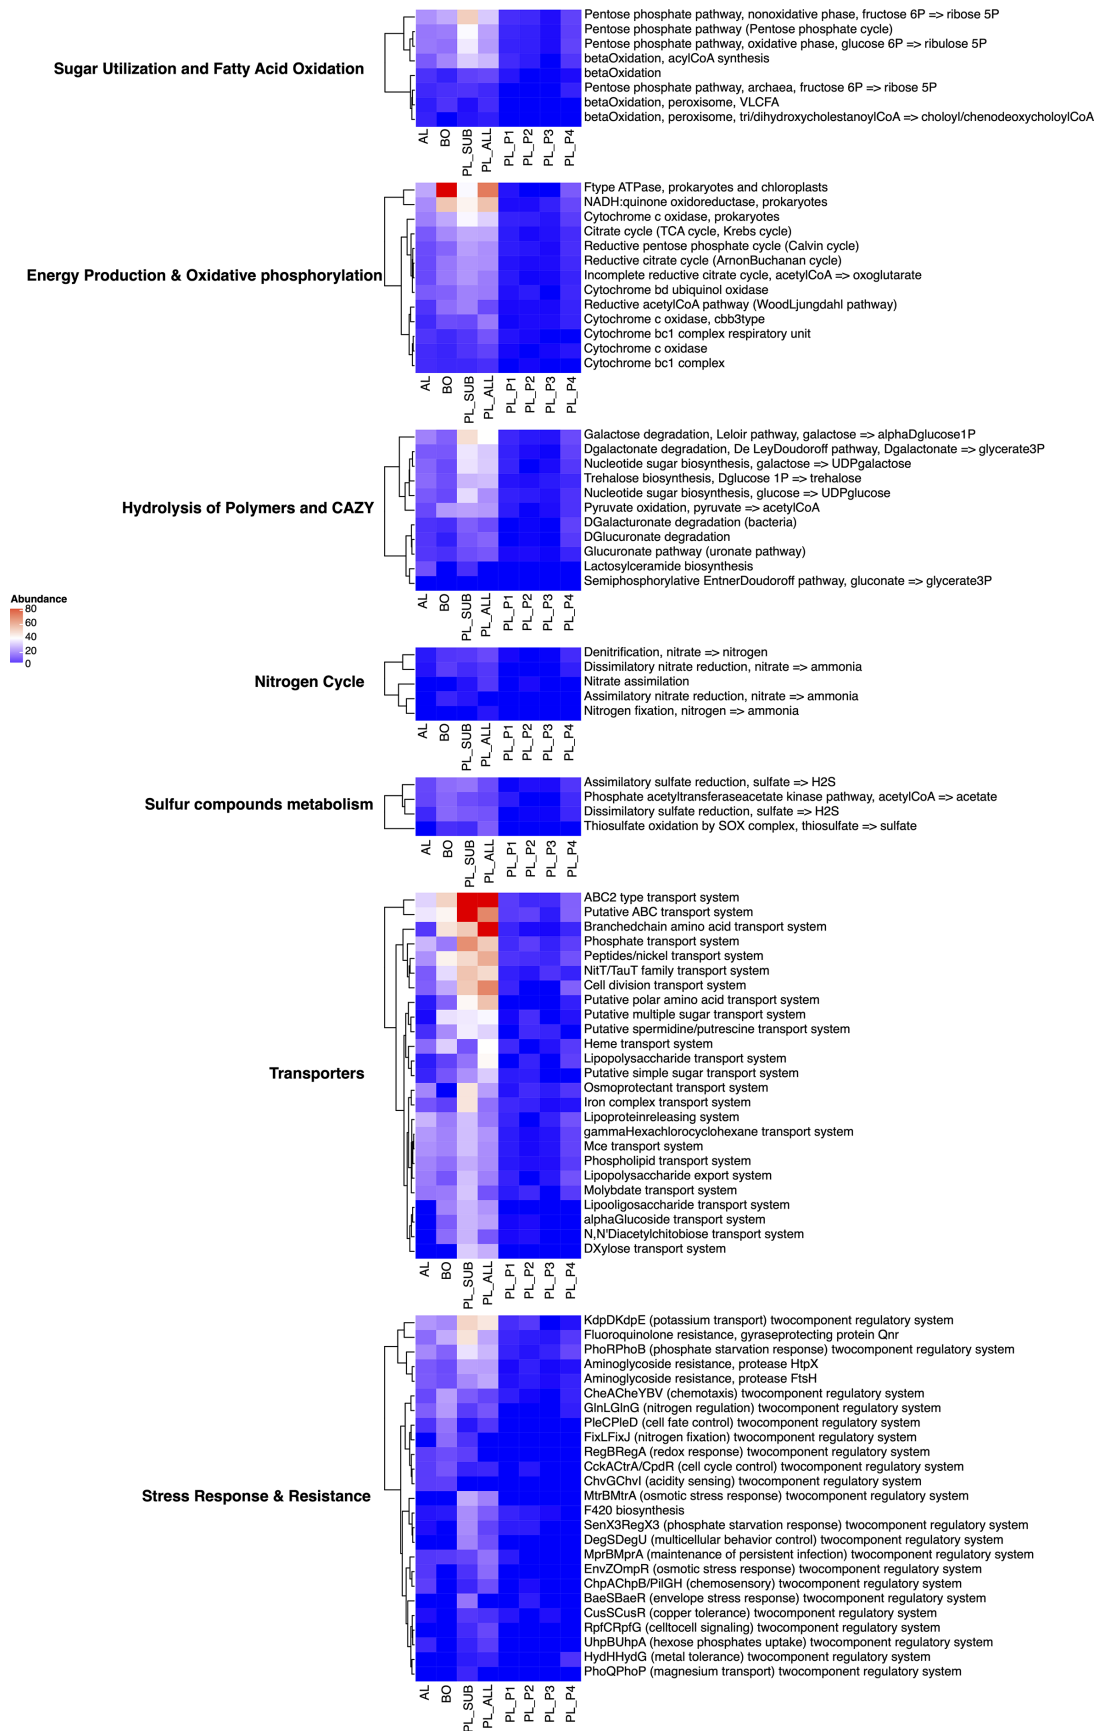 Sugar Utilization and Fatty Acid Oxidation
Pentose phosphate pathway, nonoxidative phase, fructose 6P => ribose 5P
Pentose phosphate pathway (Pentose phosphate cycle)
Pentose phosphate pathway, oxidative phase, glucose 6P => ribulose 5P
betaOxidation, acylCoA synthesis
betaOxidation
Pentose phosphate pathway, archaea, fructose 6P => ribose 5P
betaOxidation, peroxisome, VLCFA
betaOxidation, peroxisome, tri/dihydroxycholestanoylCoA => choloyl/chenodeoxycholoylCoA
AL BO PL_SUB PL_ALL PL_P1 PL_P2 PL_P3 PL_P4
Energy Production & Oxidative phosphorylation
Ftype ATPase, prokaryotes and chloroplasts
NADH:quinone oxidoreductase, prokaryotes
Cytochrome c oxidase, prokaryotes
Citrate cycle (TCA cycle, Krebs cycle)
Reductive pentose phosphate cycle (Calvin cycle)
Reductive citrate cycle (ArnonBuchanan cycle)
Incomplete reductive citrate cycle, acetylCoA => oxoglutarate
Cytochrome bd ubiquinol oxidase
Reductive acetylCoA pathway (WoodLjungdahl pathway)
Cytochrome c oxidase, cbb3type
Cytochrome bc1 complex respiratory unit
Cytochrome c oxidase
Cytochrome bc1 complex
AL BO PL_SUB PL_ALL PL_P1 PL_P2 PL_P3 PL_P4
Hydrolysis of Polymers and CAZY
Galactose degradation, Leloir pathway, galactose => alphaDglucose1P
Dgalactonate degradation, De LeyDoudoroff pathway, Dgalactonate => glycerate3P
Nucleotide sugar biosynthesis, galactose => UDPgalactose
Trehalose biosynthesis, Dglucose 1P => trehalose
Nucleotide sugar biosynthesis, glucose => UDPglucose
Pyruvate oxidation, pyruvate => acetylCoA
DGalacturonate degradation (bacteria)
DGlucuronate degradation
Glucuronate pathway (uronate pathway)
Lactosylceramide biosynthesis
Semiphosphorylative EntnerDoudoroff pathway, gluconate => glycerate3P
AL BO PL_SUB PL_ALL PL_P1 PL_P2 PL_P3 PL_P4
Abundance
80
60
40
20
0
Nitrogen Cycle
Denitrification, nitrate => nitrogen
Dissimilatory nitrate reduction, nitrate => ammonia
Nitrate assimilation
Assimilatory nitrate reduction, nitrate => ammonia
Nitrogen fixation, nitrogen => ammonia
AL BO PL_SUB PL_ALL PL_P1 PL_P2 PL_P3 PL_P4
Sulfur compounds metabolism
Assimilatory sulfate reduction, sulfate => H2S
Phosphate acetyltransferaseacetate kinase pathway, acetylCoA => acetate
Dissimilatory sulfate reduction, sulfate => H2S
Thiosulfate oxidation by SOX complex, thiosulfate => sulfate
AL BO PL_SUB PL_ALL PL_P1 PL_P2 PL_P3 PL_P4
Transporters
ABC2 type transport system
Putative ABC transport system
Branchedchain amino acid transport system
Phosphate transport system
Peptides/nickel transport system
NitT/TauT family transport system
Cell division transport system
Putative polar amino acid transport system
Putative multiple sugar transport system
Putative spermidine/putrescine transport system
Heme transport system
Lipopolysaccharide transport system
Putative simple sugar transport system
Osmoprotectant transport system
Iron complex transport system
Lipoproteinreleasing system
gammaHexachlorocyclohexane transport system
Mce transport system
Phospholipid transport system
Lipopolysaccharide export system
Molybdate transport system
Lipooligosaccharide transport system
alphaGlucoside transport system
N,N'Diacetylchitobiose transport system
DXylose transport system
AL BO PL_SUB PL_ALL PL_P1 PL_P2 PL_P3 PL_P4
Stress Response & Resistance
KdpDKdpE (potassium transport) twocomponent regulatory system
Fluoroquinolone resistance, gyraseprotecting protein Qnr
PhoRPhoB (phosphate starvation response) twocomponent regulatory system
Aminoglycoside resistance, protease HtpX
Aminoglycoside resistance, protease FtsH
CheACheYBV (chemotaxis) twocomponent regulatory system
GlnLGlnG (nitrogen regulation) twocomponent regulatory system
PleCPleD (cell fate control) twocomponent regulatory system
FixLFixJ (nitrogen fixation) twocomponent regulatory system
RegBRegA (redox response) twocomponent regulatory system
CckACtrA/CpdR (cell cycle control) twocomponent regulatory system
ChvGChvI (acidity sensing) twocomponent regulatory system
MtrBMtrA (osmotic stress response) twocomponent regulatory system
F420 biosynthesis
SenX3RegX3 (phosphate starvation response) twocomponent regulatory system
DegSDegU (multicellular behavior control) twocomponent regulatory system
MprBMprA (maintenance of persistent infection) twocomponent regulatory system
EnvZOmpR (osmotic stress response) twocomponent regulatory system
ChpAChpB/PilGH (chemosensory) twocomponent regulatory system
BaeSBaeR (envelope stress response) twocomponent regulatory system
CusSCusR (copper tolerance) twocomponent regulatory system
RpfCRpfG (celltocell signaling) twocomponent regulatory system
UhpBUhpA (hexose phosphates uptake) twocomponent regulatory system
HydHHydG (metal tolerance) twocomponent regulatory system
PhoQPhoP (magnesium transport) twocomponent regulatory system
AL BO PL_SUB PL_ALL PL_P1 PL_P2 PL_P3 PL_P4